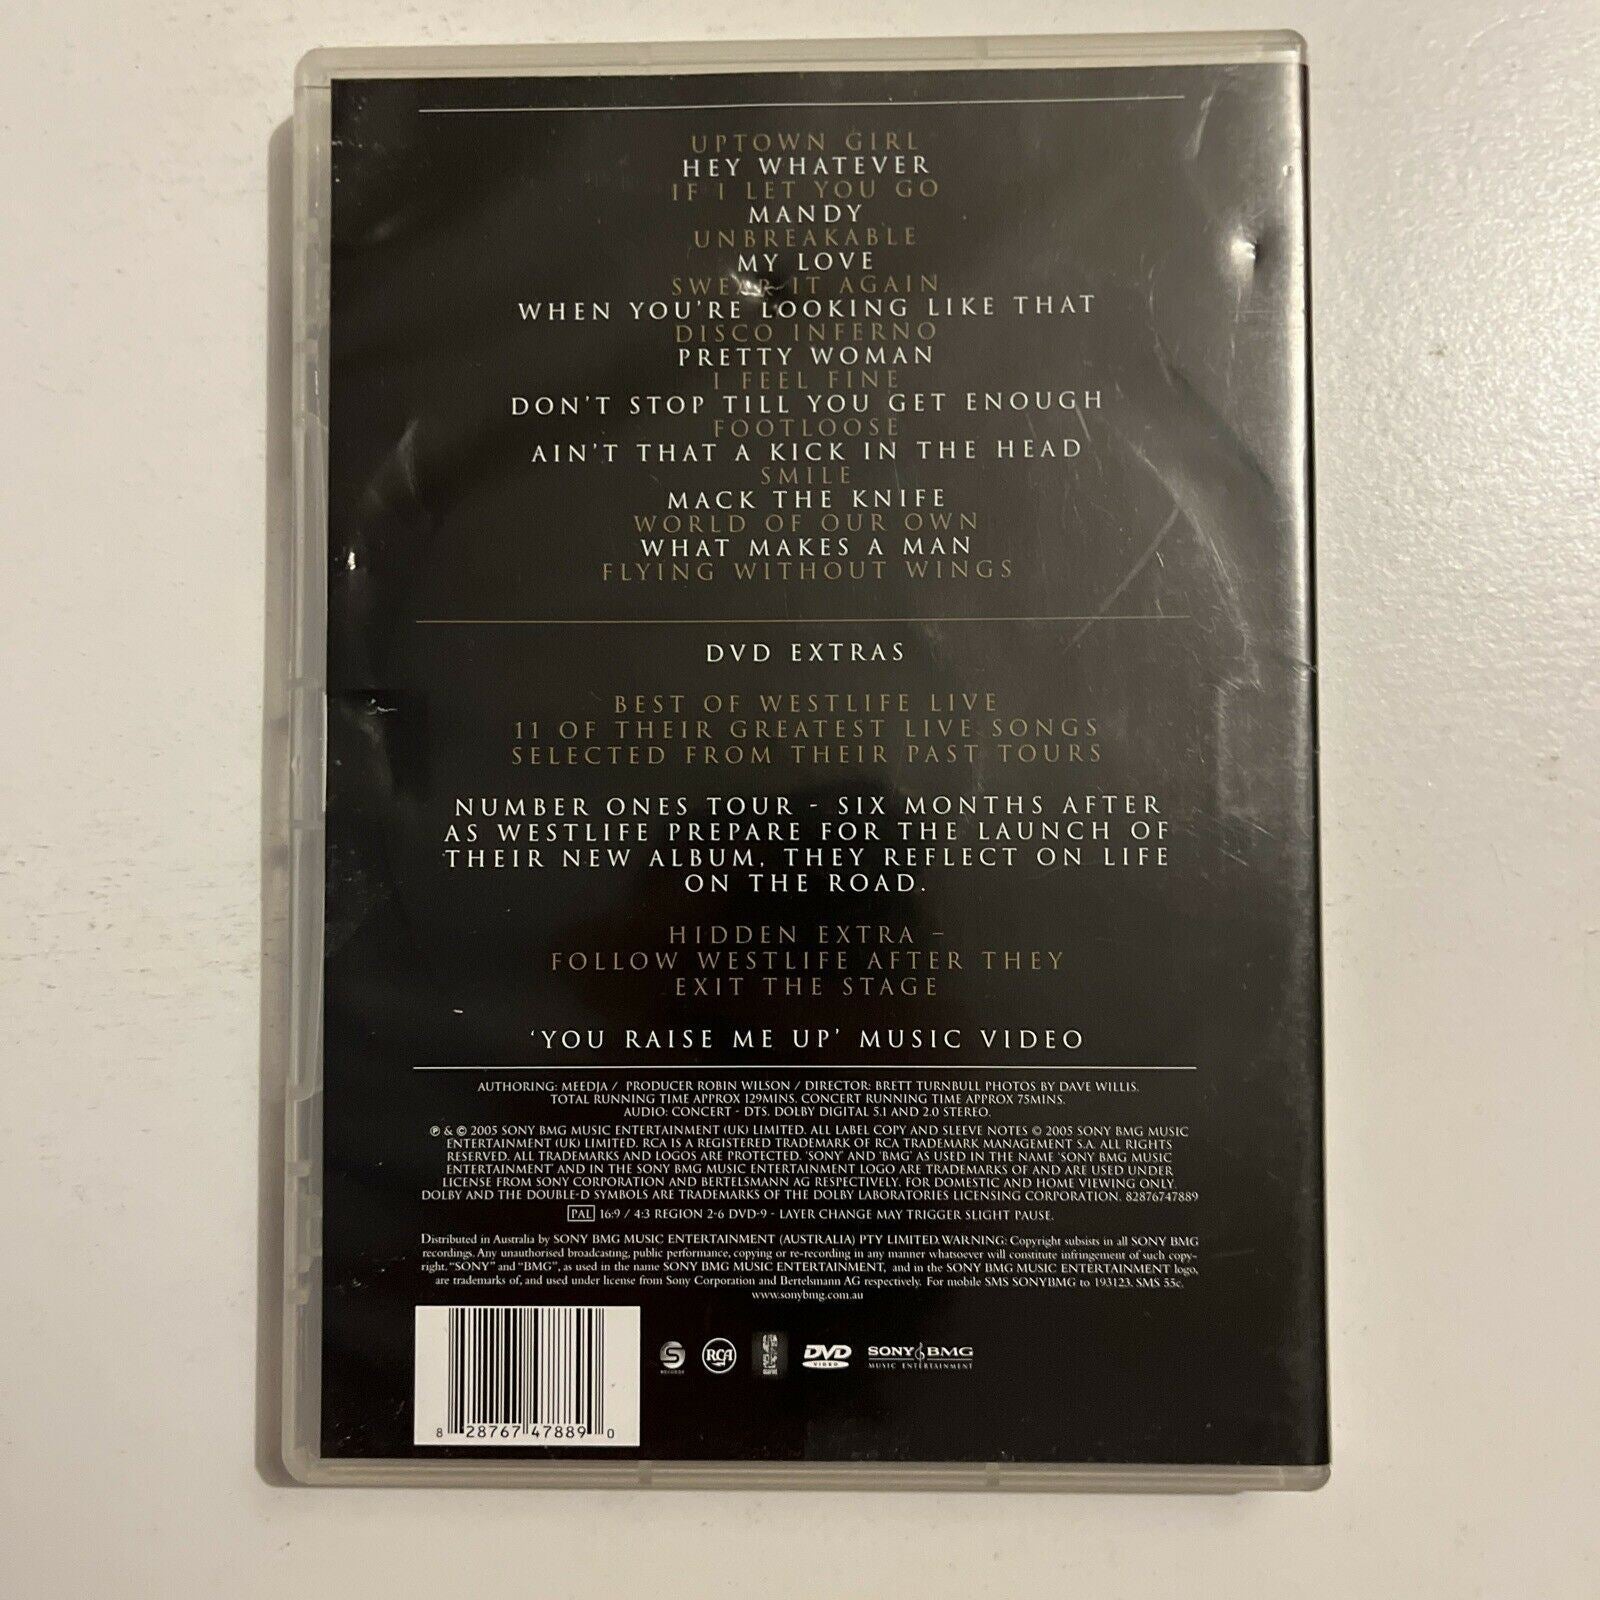 UPTOWN GIRL
HEY WHATEVER
IF I LET YOU GO
MANDY
UNBREAKABLE
MY LOVE
SWEAR IT AGAIN
WHEN YOU'RE LOOKING LIKE THAT
DISCO INFERNO
PRETTY WOMAN
I FEEL FINE
DON'T STOP TILL YOU GET ENOUGH
FOOTLOOSE
AIN'T THAT A KICK IN THE HEAD
SMILE
MACK THE KNIFE
WORLD OF OUR OWN
WHAT MAKES A MAN
FLYING WITHOUT WINGS
DVD EXTRAS
BEST OF WESTLIFE LIVE
11 OF THEIR GREATEST LIVE SONGS
SELECTED FROM THEIR PAST TOURS
NUMBER ONES TOUR - SIX MONTHS AFTER
AS WESTLIFE PREPARE FOR THE LAUNCH OF
THEIR NEW ALBUM, THEY REFLECT ON LIFE
ON THE ROAD.
HIDDEN EXTRA –
FOLLOW WESTLIFE AFTER THEY
EXIT THE STAGE
'YOU RAISE ME UP' MUSIC VIDEO
AUTHORING: MEEDJA / PRODUCER ROBIN WILSON / DIRECTOR: BRETT TURNBULL PHOTOS BY DAVE WILLIS.
TOTAL RUNNING TIME APPROX 129MINS. CONCERT RUNNING TIME APPROX 75MINS.
AUDIO: CONCERT - DTS. DOLBY DIGITAL 5.1 AND 2.0 STEREO.
℗ & © 2005 SONY BMG MUSIC ENTERTAINMENT (UK) LIMITED. ALL LABEL COPY AND SLEEVE NOTES © 2005 SONY BMG MUSIC
ENTERTAINMENT (UK) LIMITED. RCA IS A REGISTERED TRADEMARK OF RCA TRADEMARK MANAGEMENT S.A. ALL RIGHTS
RESERVED. ALL TRADEMARKS AND LOGOS ARE PROTECTED. 'SONY' AND 'BMG' AS USED IN THE NAME 'SONY BMG MUSIC
ENTERTAINMENT' AND IN THE SONY BMG MUSIC ENTERTAINMENT LOGO ARE TRADEMARKS OF AND ARE USED UNDER
LICENSE FROM SONY CORPORATION AND BERTELSMANN AG RESPECTIVELY. FOR DOMESTIC AND HOME VIEWING ONLY.
DOLBY AND THE DOUBLE-D SYMBOLS ARE TRADEMARKS OF THE DOLBY LABORATORIES LICENSING CORPORATION. 82876747889
PAL 16:9 / 4:3 REGION 2-6 DVD-9 - LAYER CHANGE MAY TRIGGER SLIGHT PAUSE.
Distributed in Australia by SONY BMG MUSIC ENTERTAINMENT (AUSTRALIA) PTY LIMITED. WARNING: Copyright subsists in all SONY BMG
recordings. Any unauthorised broadcasting, public performance, copying or re-recording in any manner whatsoever will constitute infringement of such copy-
right. "SONY" and "BMG", as used in the name SONY BMG MUSIC ENTERTAINMENT, and in the SONY BMG MUSIC ENTERTAINMENT logo,
are trademarks of, and used under license from Sony Corporation and Bertelsmann AG respectively. For mobile SMS SONYBMG to 193123. SMS 55c.
www.sonybmg.com.au
8 28767 47889 0
S RECORDS
RCA
DVD VIDEO
SONY BMG
MUSIC ENTERTAINMENT